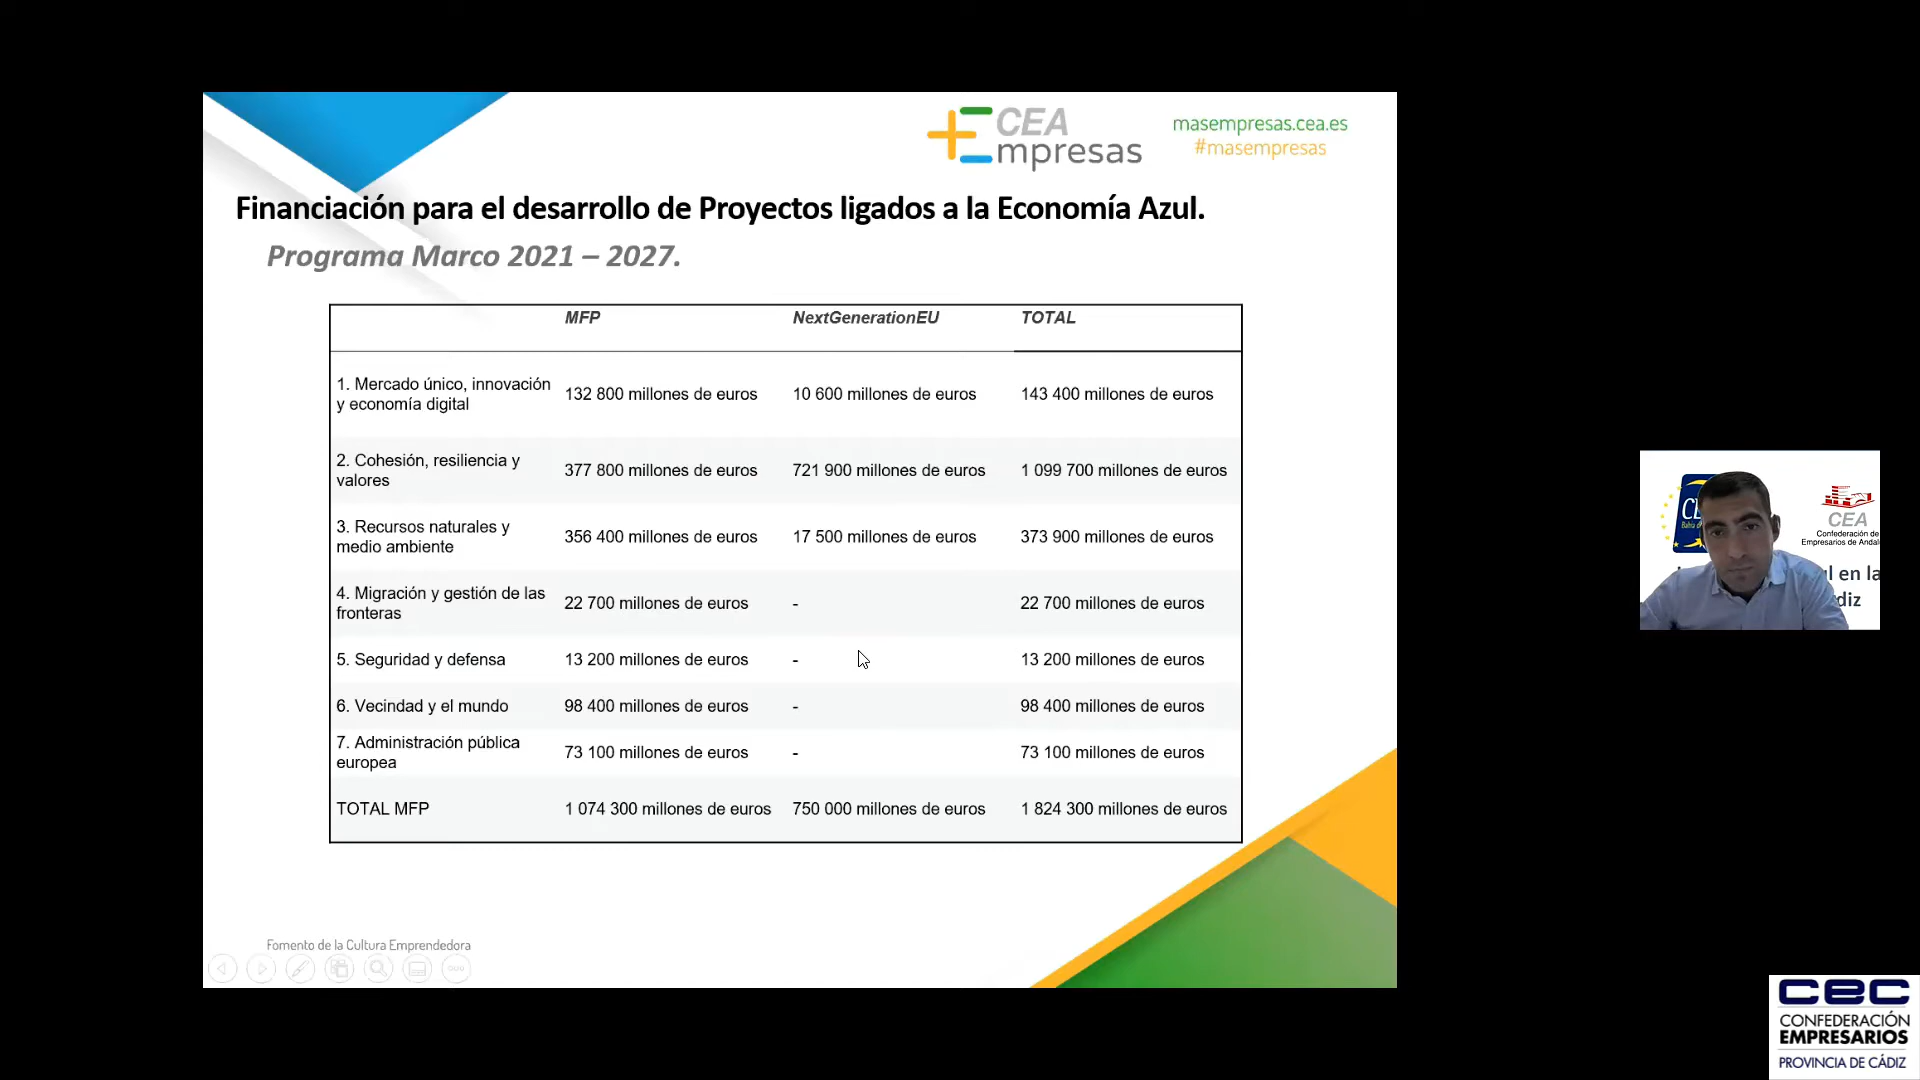 CEA
Empresas
masempresas.cea.es
#masempresas
Financiación para el desarrollo de Proyectos ligados a la Economía Azul.
Programa Marco 2021 – 2027.
MFP NextGenerationEU TOTAL
1. Mercado único, innovación
y economía digital
132 800 millones de euros 10 600 millones de euros 143 400 millones de euros
2. Cohesión, resiliencia y
valores
377 800 millones de euros 721 900 millones de euros 1 099 700 millones de euros
3. Recursos naturales y
medio ambiente
356 400 millones de euros 17 500 millones de euros 373 900 millones de euros
4. Migración y gestión de las
fronteras
22 700 millones de euros - 22 700 millones de euros
5. Seguridad y defensa 13 200 millones de euros - 13 200 millones de euros
6. Vecindad y el mundo 98 400 millones de euros - 98 400 millones de euros
7. Administración pública
europea
73 100 millones de euros - 73 100 millones de euros
TOTAL MFP 1 074 300 millones de euros 750 000 millones de euros 1 824 300 millones de euros
Fomento de la Cultura Emprendedora
CEA
Confederación de
Empresarios de Andal
en la
diz
cec
CONFEDERACIÓN
EMPRESARIOS
PROVINCIA DE CÁDIZ